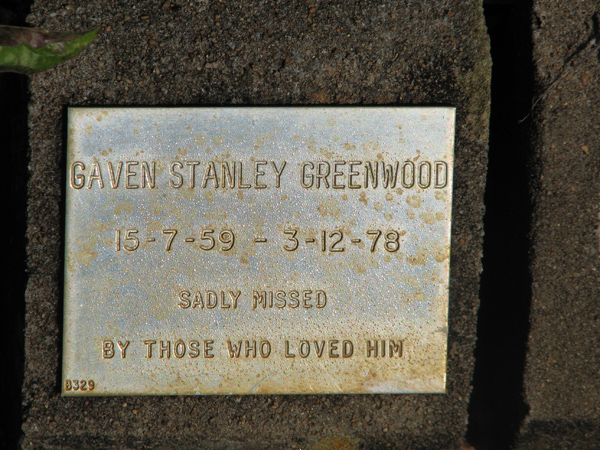 GAVEN STANLEY GREENWOOD
15-7-59 - 3-12-78
SADLY MISSED
BY THOSE WHO LOVED HIM
8329